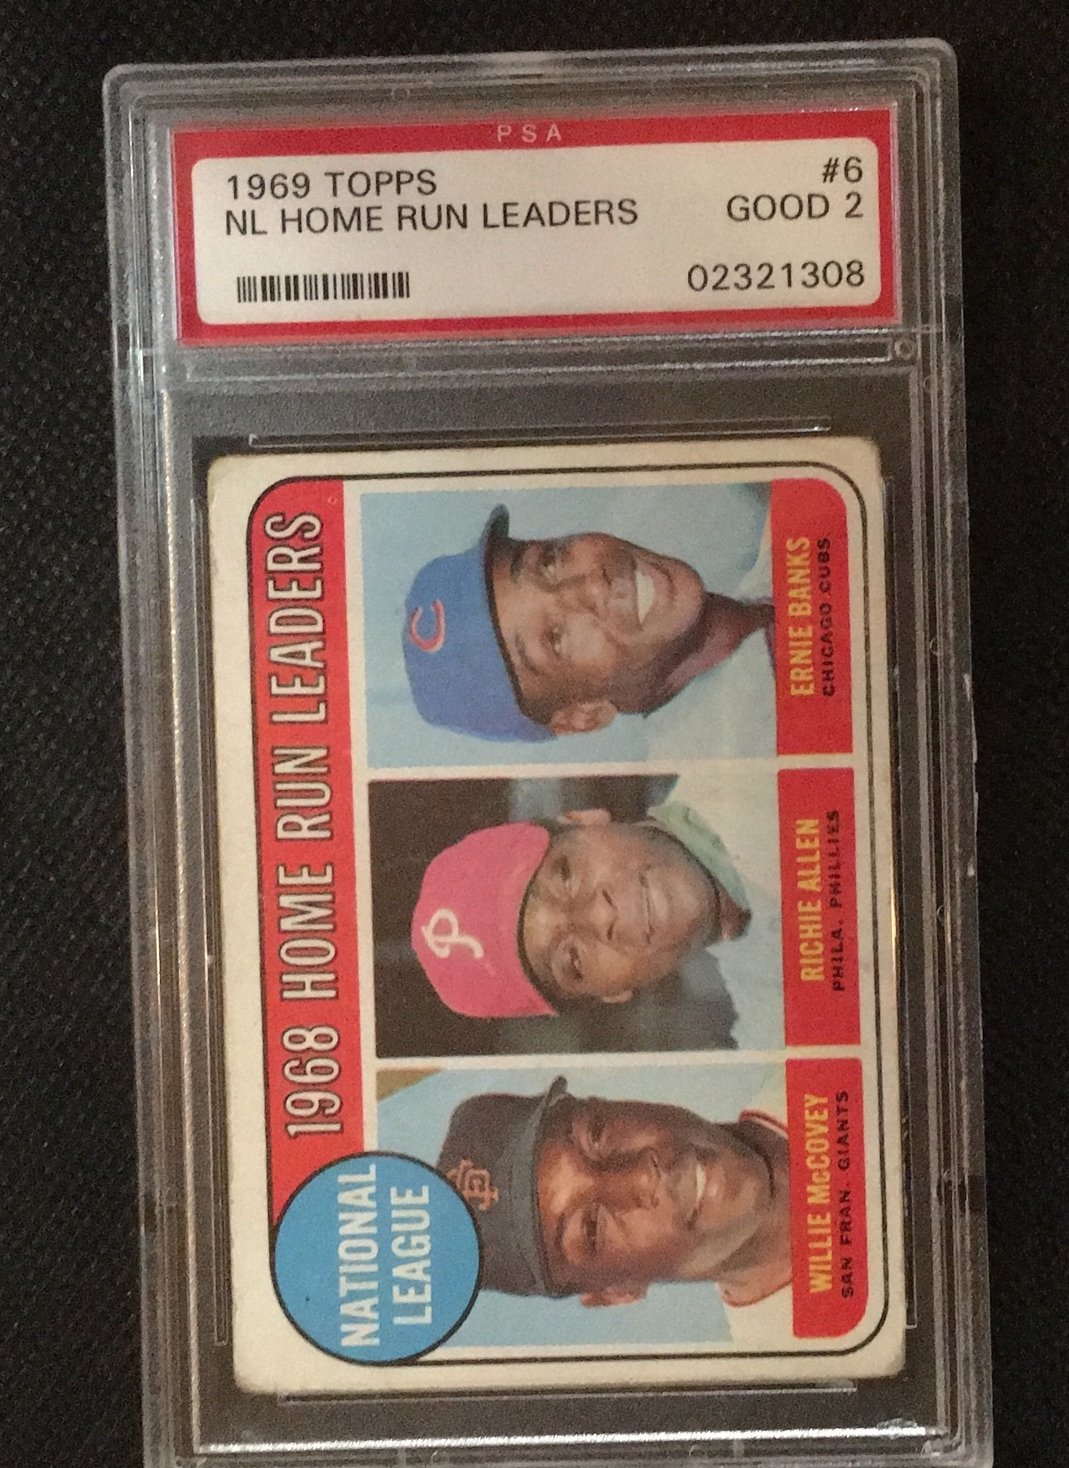 PSA
1969 TOPPS #6
NL HOME RUN LEADERS GOOD 2
02321308
1968 HOME RUN LEADERS
NATIONAL
LEAGUE
C
P
SF
WILLIE McCOVEY
SAN FRAN. GIANTS
RICHIE ALLEN
PHILA. PHILLIES
ERNIE BANKS
CHICAGO CUBS